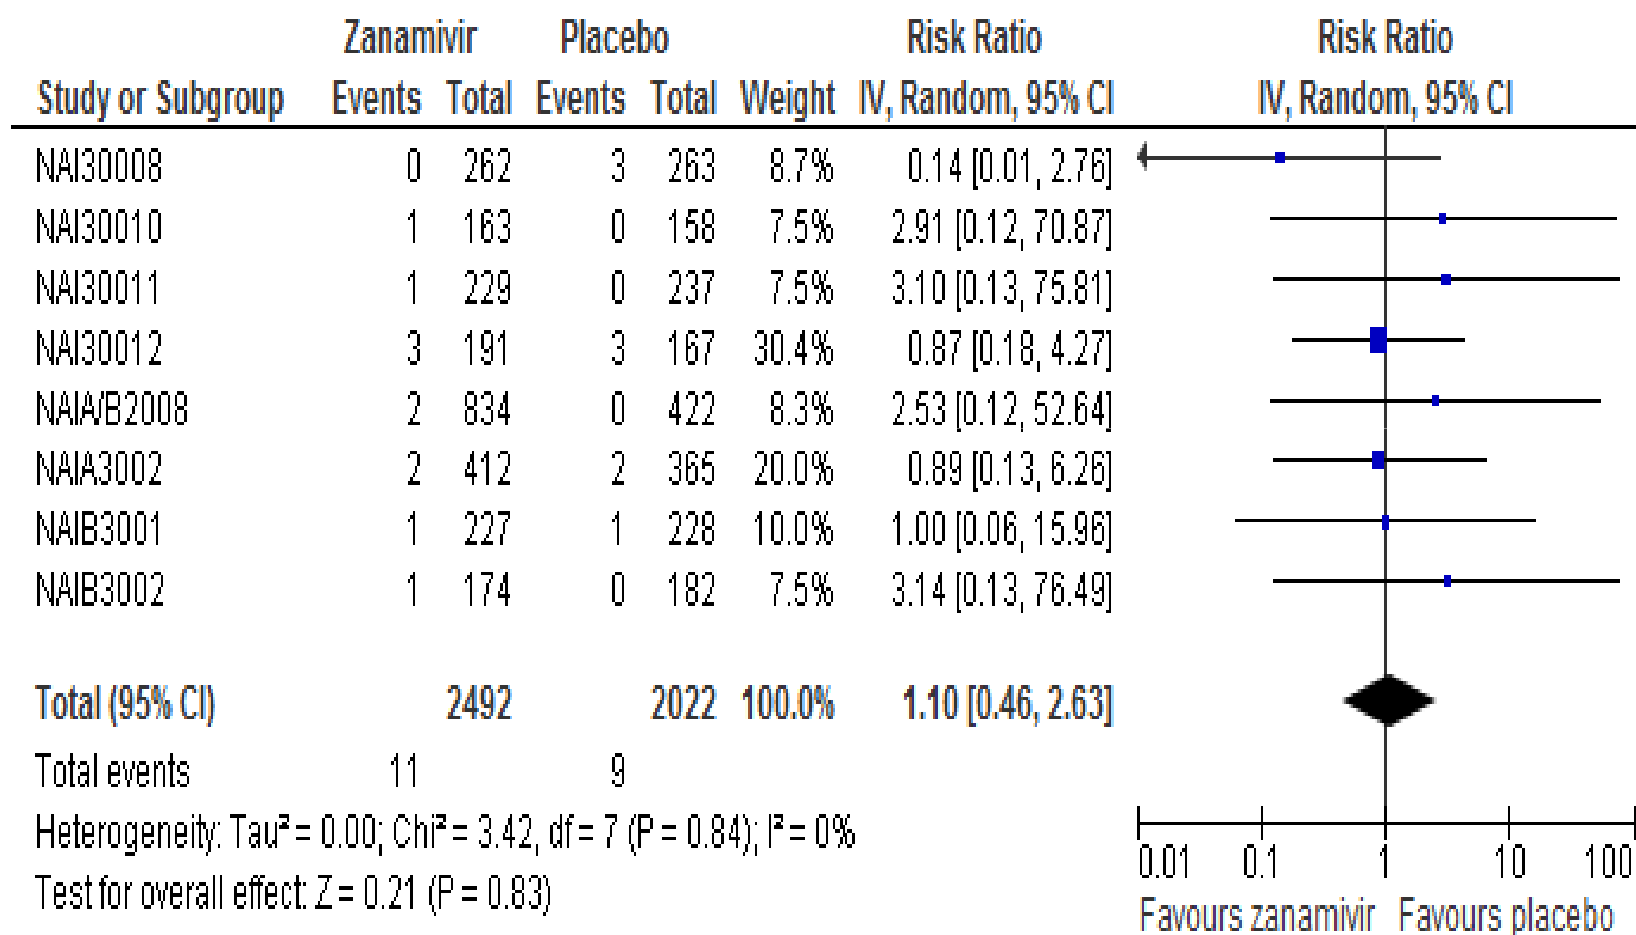 Zanamivir Placebo Risk Ratio Risk Ratio
Study or Subgroup Events Total Events Total Weight IV, Random, 95% CI IV, Random, 95% CI
NAI30008 0 262 3 263 8.7% 0.14 [0.01, 2.76]
NAI30010 1 163 0 158 7.5% 2.91 [0.12, 70.87]
NAI30011 1 229 0 237 7.5% 3.10 [0.13, 75.81]
NAI30012 3 191 3 167 30.4% 0.87 [0.18, 4.27]
NAIA/B2008 2 834 0 422 8.3% 2.53 [0.12, 52.64]
NAIA3002 2 412 2 365 20.0% 0.89 [0.13, 6.26]
NAIB3001 1 227 1 228 10.0% 1.00 [0.06, 15.96]
NAIB3002 1 174 0 182 7.5% 3.14 [0.13, 76.49]
Total (95% CI) 2492 2022 100.0% 1.10 [0.46, 2.63]
Total events 11 9
Heterogeneity: Tau² = 0.00; Chi² = 3.42, df = 7 (P = 0.84); I² = 0%
Test for overall effect: Z = 0.21 (P = 0.83)
0.01 0.1 1 10 100
Favours zanamivir Favours placebo